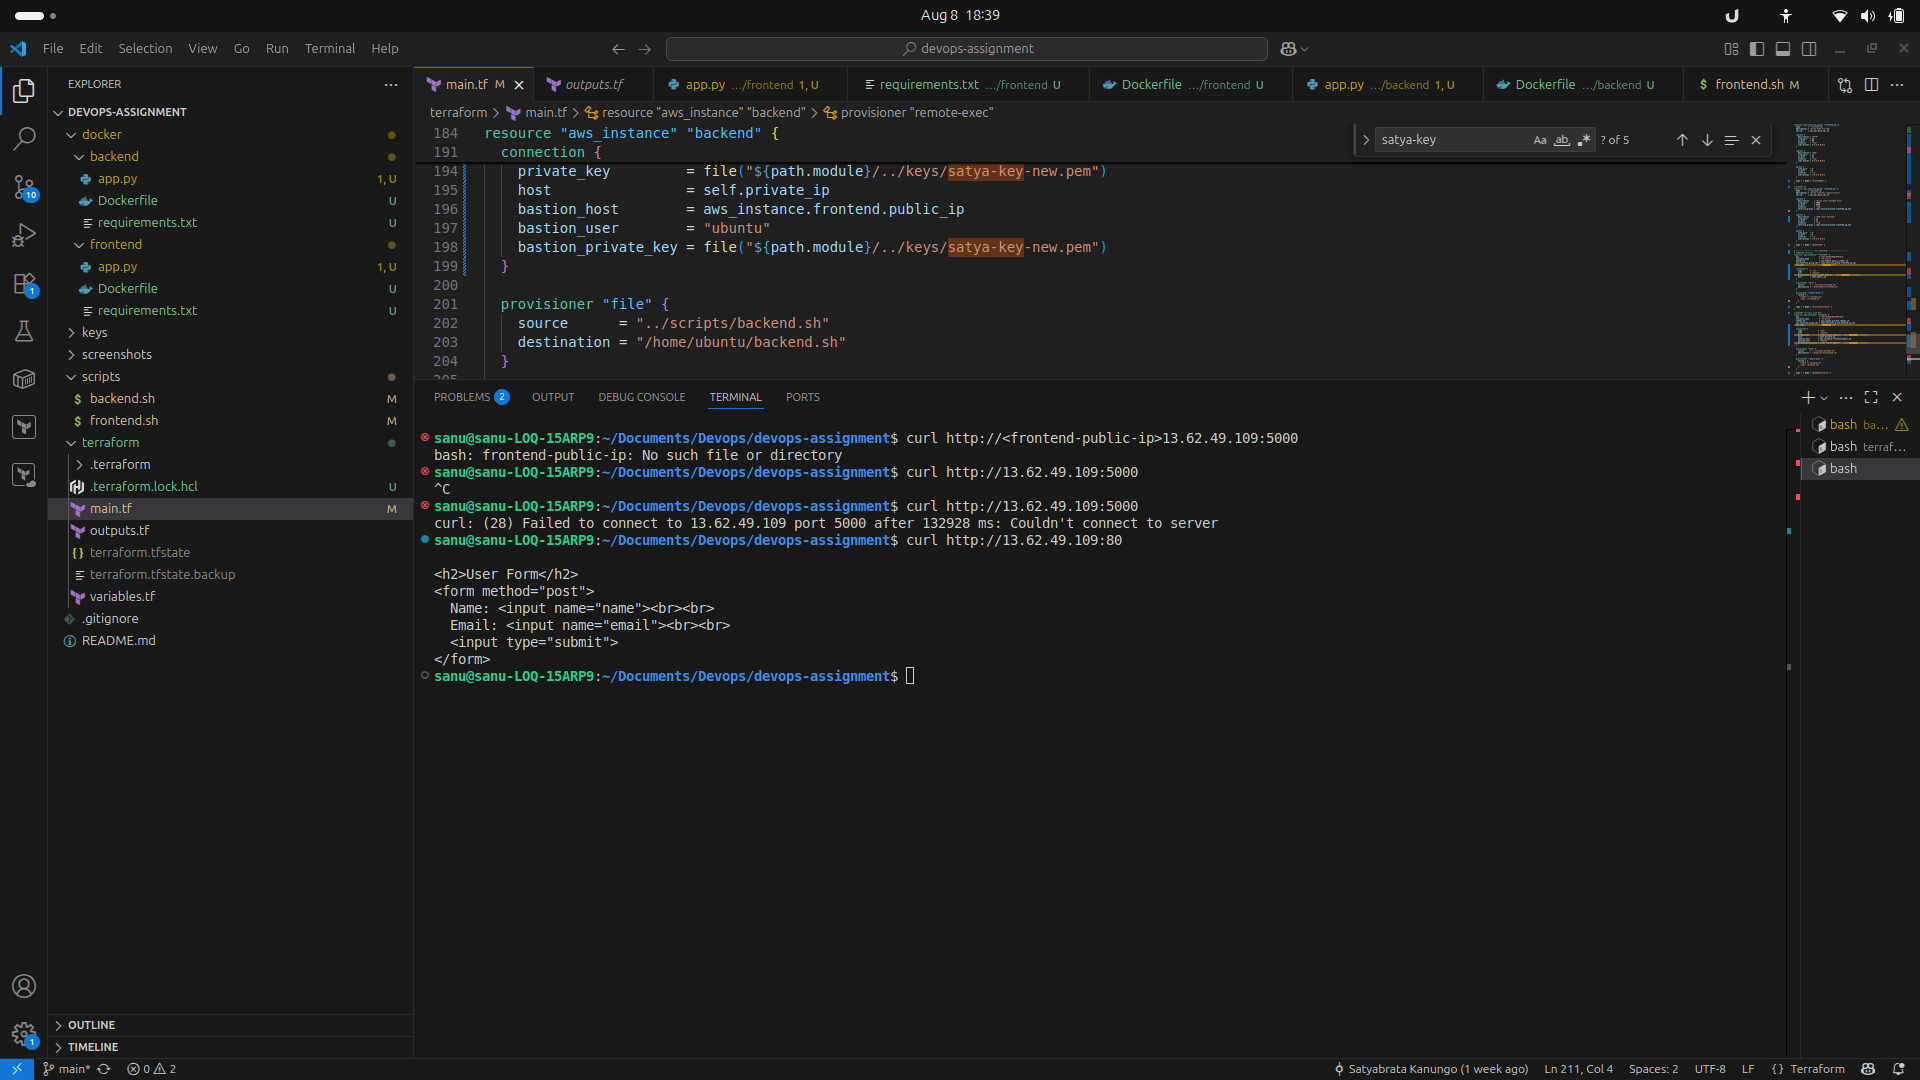 Aug 8 18:39
File Edit Selection View Go Run Terminal Help
devops-assignment
EXPLORER
DEVOPS-ASSIGNMENT
docker
backend
app.py 1, U
Dockerfile U
requirements.txt U
frontend
app.py 1, U
Dockerfile U
requirements.txt U
keys
screenshots
scripts
backend.sh M
frontend.sh M
terraform
.terraform
.terraform.lock.hcl U
main.tf M
outputs.tf
terraform.tfstate
terraform.tfstate.backup
variables.tf
.gitignore
README.md
OUTLINE
TIMELINE
10
1
1
main.tf M
outputs.tf
app.py .../frontend 1, U
requirements.txt .../frontend U
Dockerfile .../frontend U
app.py .../backend 1, U
Dockerfile .../backend U
frontend.sh M
terraform > main.tf > resource "aws_instance" "backend" > provisioner "remote-exec"
satya-key
Aa ab
? of 5
184 resource "aws_instance" "backend" {
191 connection {
194 private_key = file("${path.module}/../keys/satya-key-new.pem")
195 host = self.private_ip
196 bastion_host = aws_instance.frontend.public_ip
197 bastion_user = "ubuntu"
198 bastion_private_key = file("${path.module}/../keys/satya-key-new.pem")
199 }
200
201 provisioner "file" {
202 source = "../scripts/backend.sh"
203 destination = "/home/ubuntu/backend.sh"
204 }
205
PROBLEMS 2 OUTPUT DEBUG CONSOLE TERMINAL PORTS
sanu@sanu-LOQ-15ARP9:~/Documents/Devops/devops-assignment$ curl http://<frontend-public-ip>13.62.49.109:5000
bash: frontend-public-ip: No such file or directory
sanu@sanu-LOQ-15ARP9:~/Documents/Devops/devops-assignment$ curl http://13.62.49.109:5000
^C
sanu@sanu-LOQ-15ARP9:~/Documents/Devops/devops-assignment$ curl http://13.62.49.109:5000
curl: (28) Failed to connect to 13.62.49.109 port 5000 after 132928 ms: Couldn't connect to server
sanu@sanu-LOQ-15ARP9:~/Documents/Devops/devops-assignment$ curl http://13.62.49.109:80
<h2>User Form</h2>
<form method="post">
Name: <input name="name"><br><br>
Email: <input name="email"><br><br>
<input type="submit">
</form>
sanu@sanu-LOQ-15ARP9:~/Documents/Devops/devops-assignment$
bash ba...
bash terraf...
bash
main* 0 2
Satyabrata Kanungo (1 week ago) Ln 211, Col 4 Spaces: 2 UTF-8 LF {} Terraform